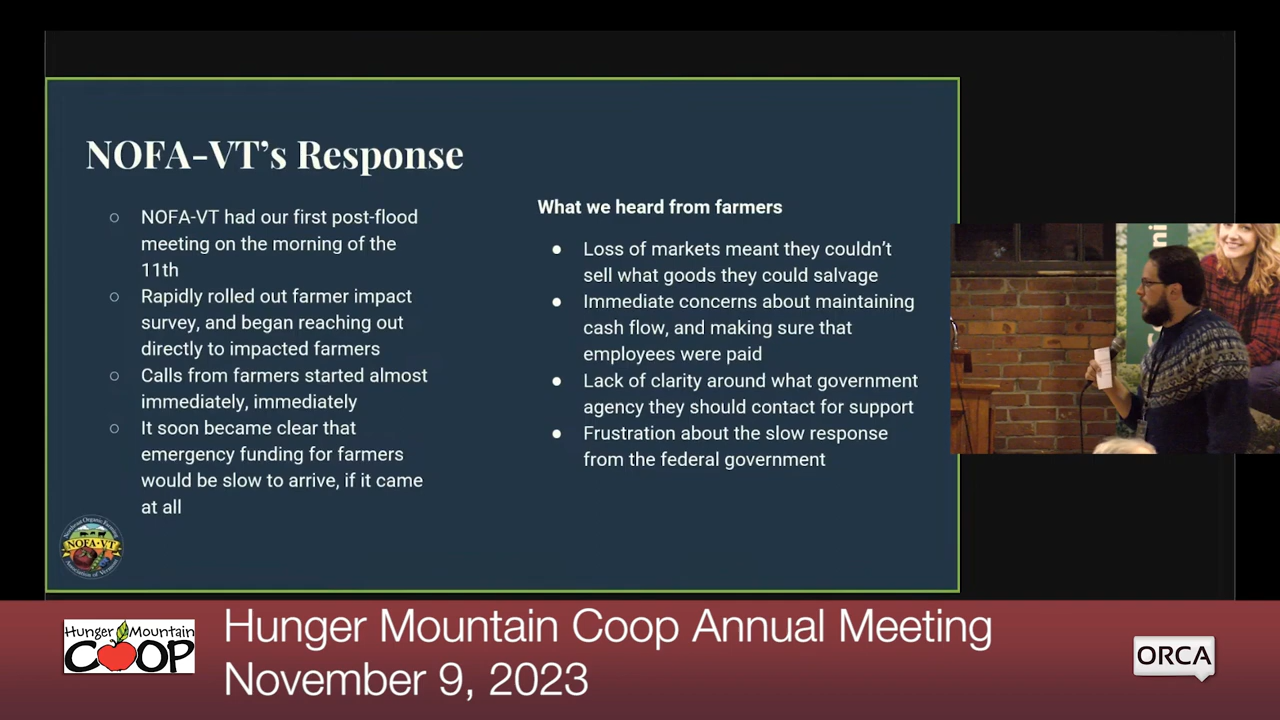 NOFA-VT's Response
NOFA-VT had our first post-flood
meeting on the morning of the
11th
Rapidly rolled out farmer impact
survey, and began reaching out
directly to impacted farmers
Calls from farmers started almost
immediately, immediately
It soon became clear that
emergency funding for farmers
would be slow to arrive, if it came
at all
What we heard from farmers
Loss of markets meant they couldn't
sell what goods they could salvage
Immediate concerns about maintaining
cash flow, and making sure that
employees were paid
Lack of clarity around what government
agency they should contact for support
Frustration about the slow response
from the federal government
Northeast Organic Farming
NOFA-VT
Association of Vermont
Hunger Mountain
COOP
Hunger Mountain Coop Annual Meeting
November 9, 2023
ORCA